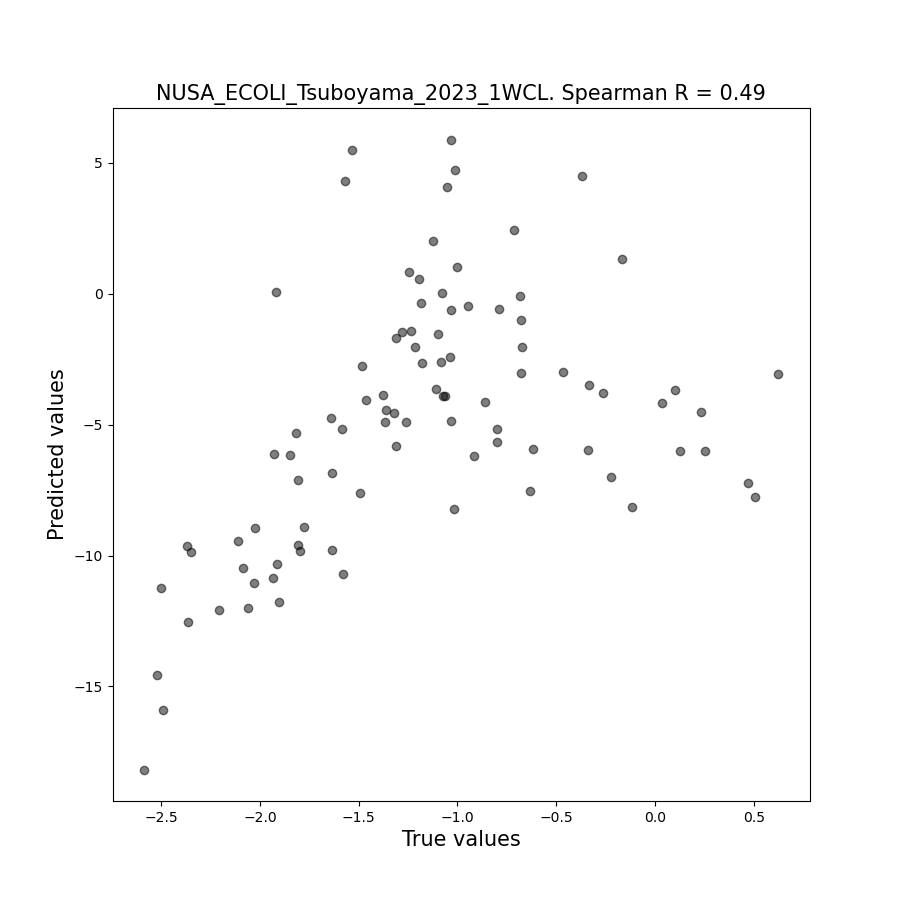 NUSA_ECOLI_Tsuboyama_2023_1WCL. Spearman R = 0.49
5
0
−5
−10
−15
Predicted values
−2.5 −2.0 −1.5 −1.0 −0.5 0.0 0.5
True values